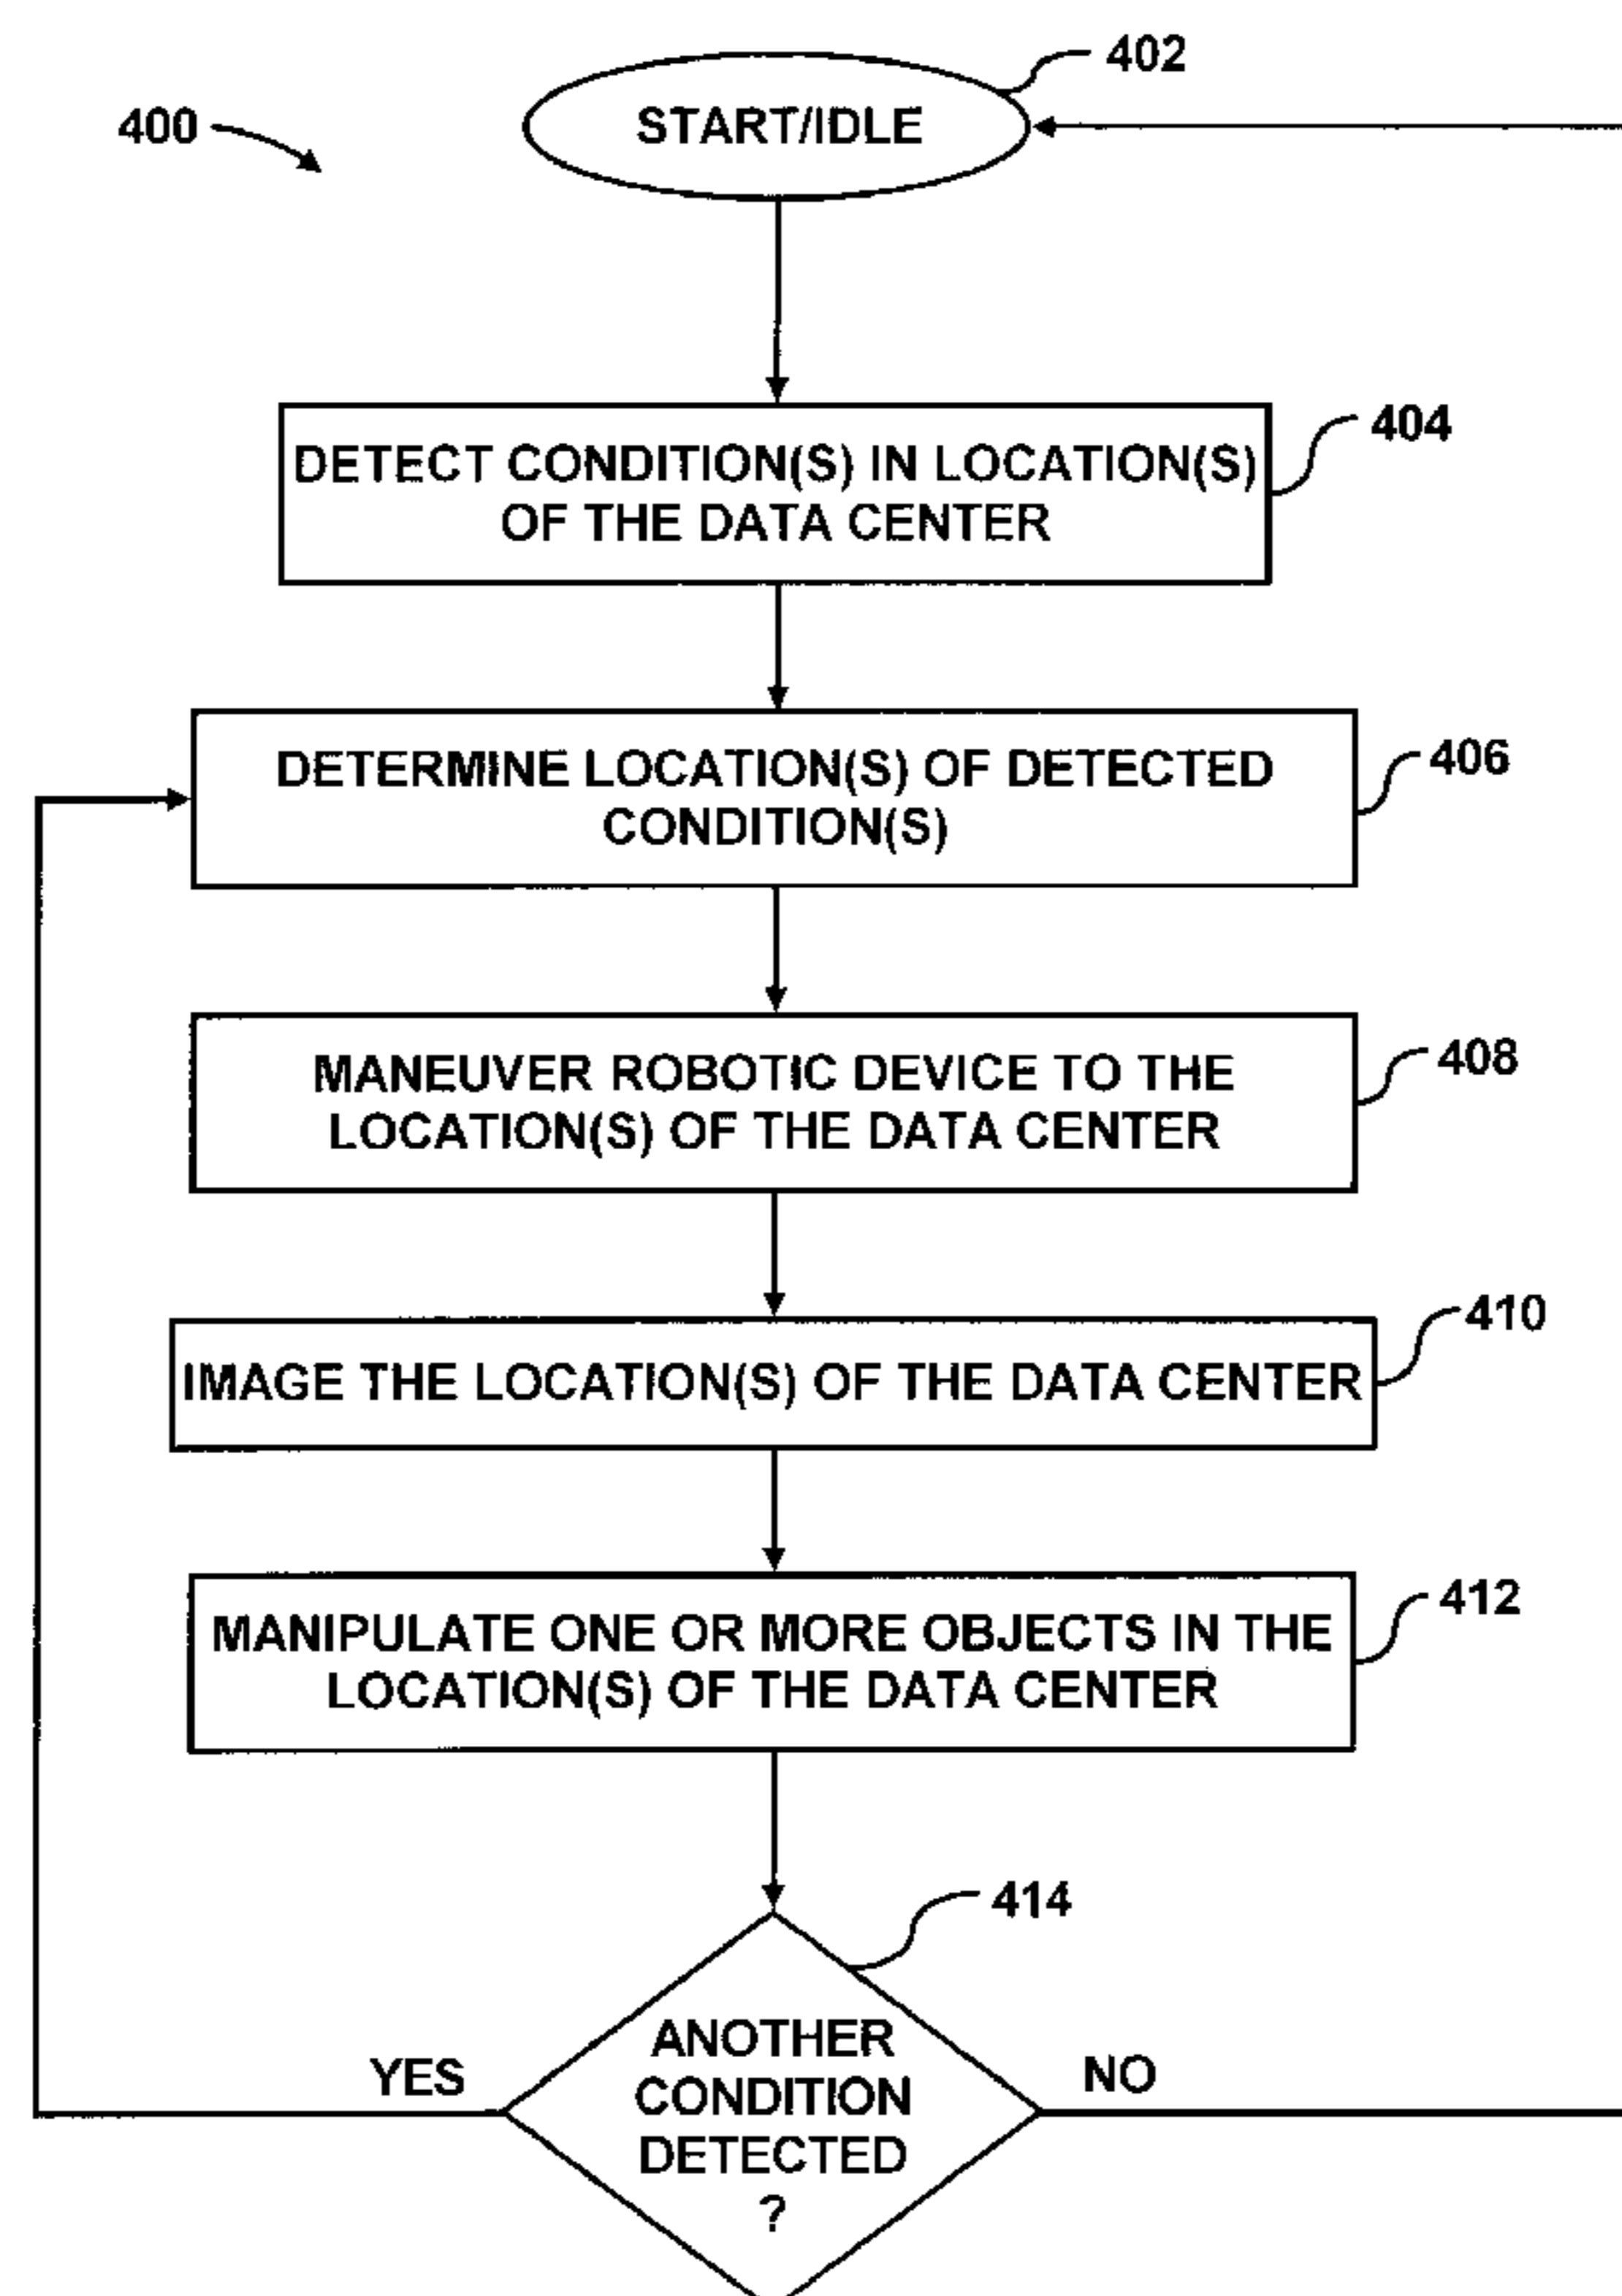 402
400
START/IDLE
404
DETECT CONDITION(S) IN LOCATION(S)
OF THE DATA CENTER
406
DETERMINE LOCATION(S) OF DETECTED
CONDITION(S)
408
MANEUVER ROBOTIC DEVICE TO THE
LOCATION(S) OF THE DATA CENTER
410
IMAGE THE LOCATION(S) OF THE DATA CENTER
412
MANIPULATE ONE OR MORE OBJECTS IN THE
LOCATION(S) OF THE DATA CENTER
414
ANOTHER
CONDITION
DETECTED
?
YES
NO